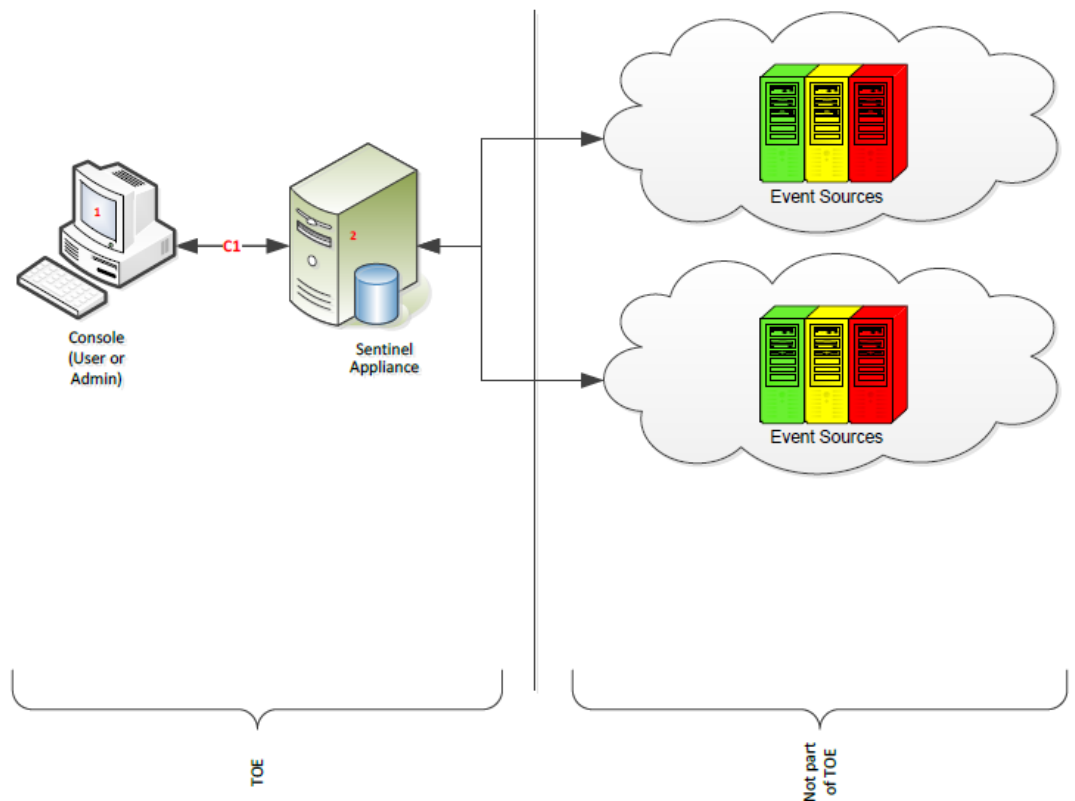 1
C1
2
Console
(User or
Admin)
Sentinel
Appliance
Event Sources
Event Sources
TOE
Not part
of TOE